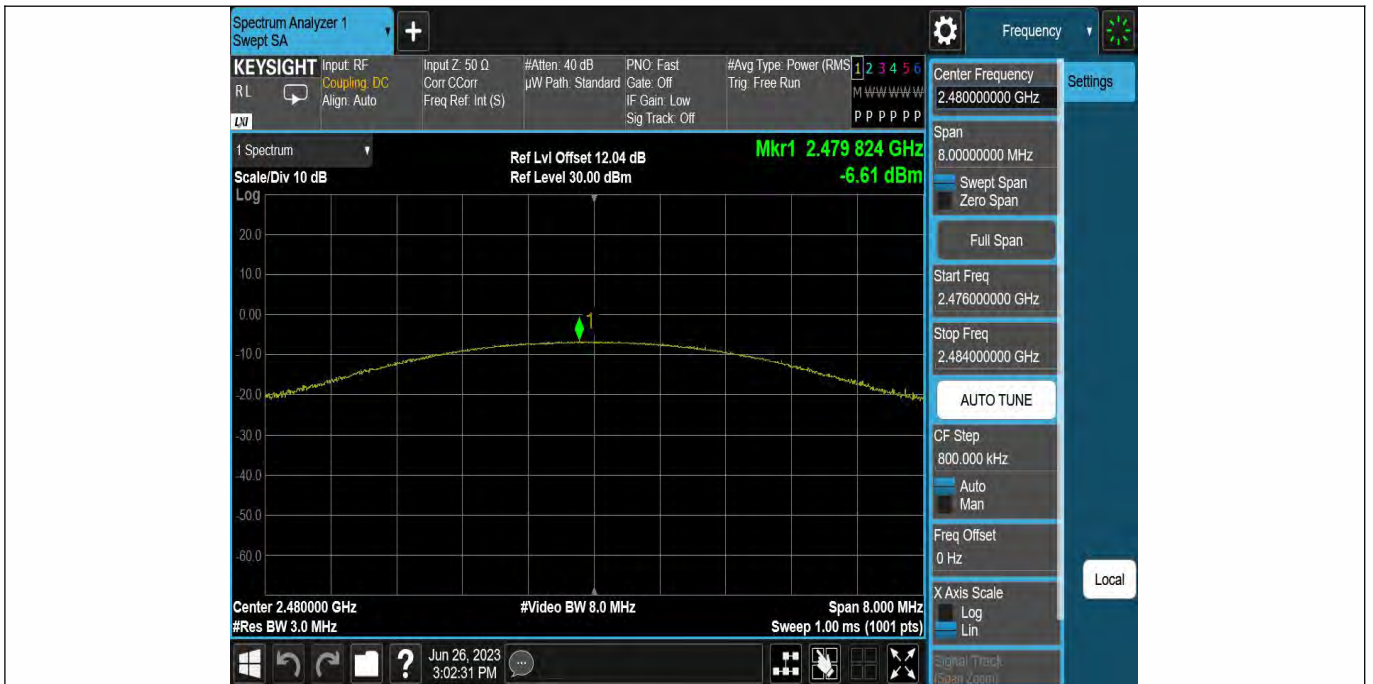 Spectrum Analyzer 1
Swept SA
+
Frequency
KEYSIGHT
RL
LXI
Input: RF
Coupling: DC
Align: Auto
Input Z: 50 Ω
Corr CCorr
Freq Ref: Int (S)
#Atten: 40 dB
µW Path: Standard
PNO: Fast
Gate: Off
IF Gain: Low
Sig Track: Off
#Avg Type: Power (RMS
Trig: Free Run
1 2 3 4 5 6
M W W W W W
P P P P P P
1 Spectrum
Scale/Div 10 dB
Log
Ref Lvl Offset 12.04 dB
Ref Level 30.00 dBm
Mkr1 2.479 824 GHz
-6.61 dBm
20.0
10.0
0.00
-10.0
-20.0
-30.0
-40.0
-50.0
-60.0
1
Center 2.480000 GHz
#Res BW 3.0 MHz
#Video BW 8.0 MHz
Span 8.000 MHz
Sweep 1.00 ms (1001 pts)
Center Frequency
2.480000000 GHz
Settings
Span
8.00000000 MHz
Swept Span
Zero Span
Full Span
Start Freq
2.476000000 GHz
Stop Freq
2.484000000 GHz
AUTO TUNE
CF Step
800.000 kHz
Auto
Man
Freq Offset
0 Hz
X Axis Scale
Log
Lin
Signal Track
(Span Zoom)
Local
?
Jun 26, 2023
3:02:31 PM